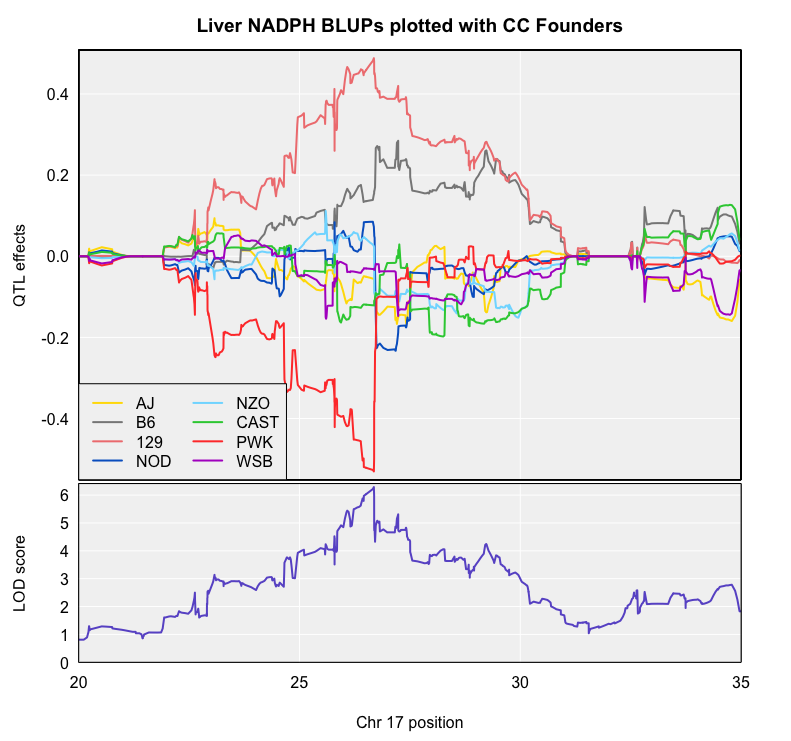 Liver NADPH BLUPs plotted with CC Founders
QTL effects
0.4
0.2
0.0
-0.2
-0.4
AJ NZO
B6 CAST
129 PWK
NOD WSB
LOD score
6
5
4
3
2
1
0
20 25 30 35
Chr 17 position